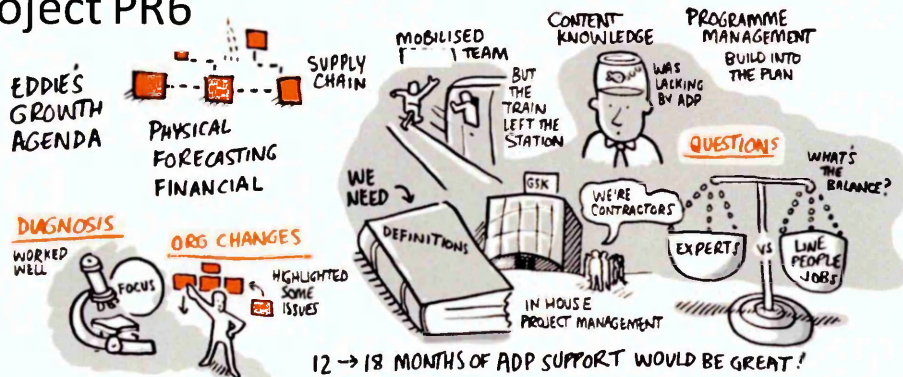 oject PR6
EDDIE'S
GROWTH
AGENDA
SUPPLY
CHAIN
PHYSICAL
FORECASTING
FINANCIAL
DIAGNOSIS
WORKED
WELL
FOCUS
ORG CHANGES
HIGHLIGHTED
SOME
ISSUES
MOBILISED
TEAM
BUT
THE
TRAIN
LEFT THE
STATION
CONTENT
KNOWLEDGE
WAS
LACKING
BY ADP
PROGRAMME
MANAGEMENT
BUILD INTO
THE PLAN
WE
NEED
DEFINITIONS
GSK
WE'RE
CONTRACTORS
IN HOUSE
PROJECT MANAGEMENT
QUESTIONS
WHAT'S
THE
BALANCE?
EXPERTS
VS
LINE
PEOPLE
JOBS
12 → 18 MONTHS OF ADP SUPPORT WOULD BE GREAT!